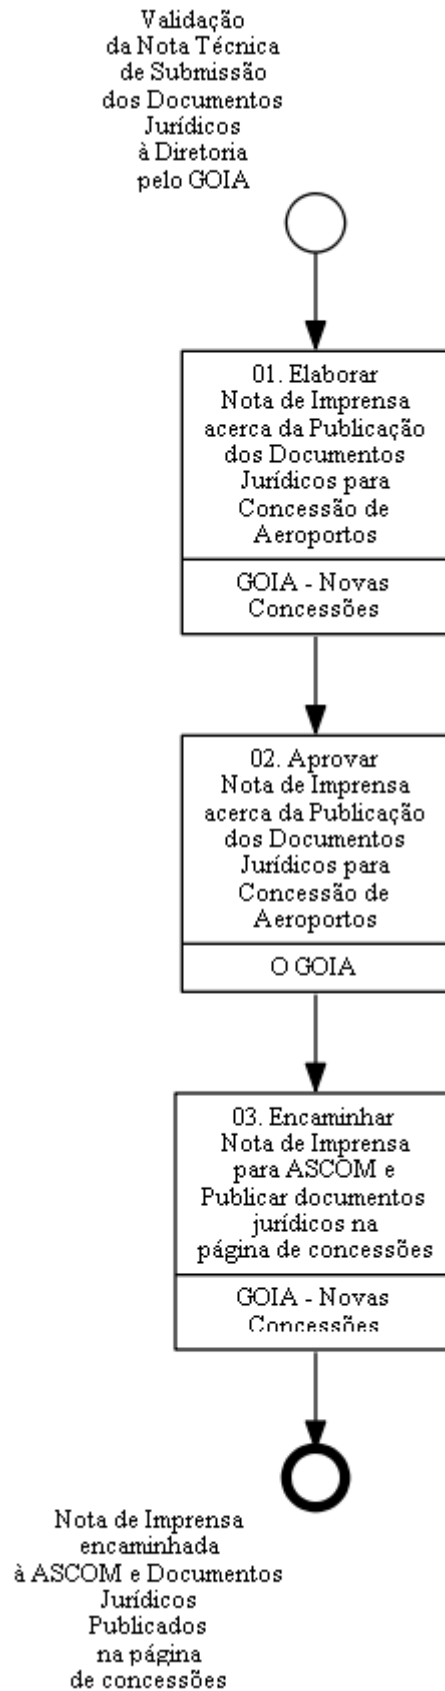 Validação
da Nota Técnica
de Submissão
dos Documentos
Jurídicos
à Diretoria
pelo GOIA
01. Elaborar
Nota de Imprensa
acerca da Publicação
dos Documentos
Jurídicos para
Concessão de
Aeroportos
GOIA - Novas
Concessões
02. Aprovar
Nota de Imprensa
acerca da Publicação
dos Documentos
Jurídicos para
Concessão de
Aeroportos
O GOIA
03. Encaminhar
Nota de Imprensa
para ASCOM e
Publicar documentos
jurídicos na
página de concessões
GOIA - Novas
Concessões
Nota de Imprensa
encaminhada
à ASCOM e Documentos
Jurídicos
Publicados
na página
de concessões